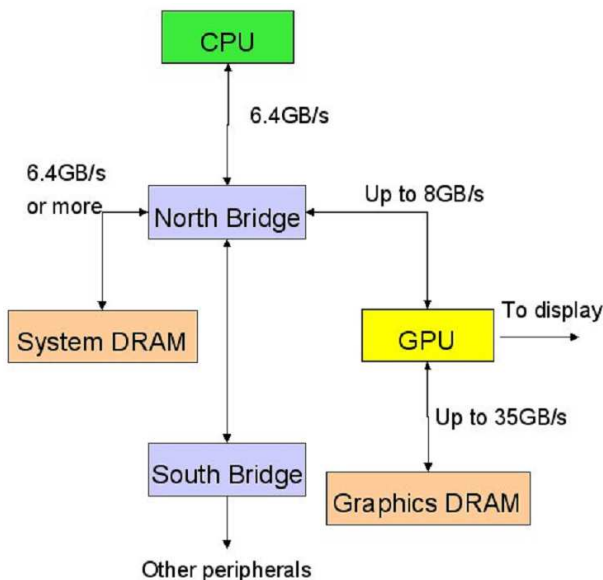 CPU
6.4GB/s
6.4GB/s
or more
Up to 8GB/s
North Bridge
To display
System DRAM
GPU
Up to 35GB/s
South Bridge
Graphics DRAM
Other peripherals